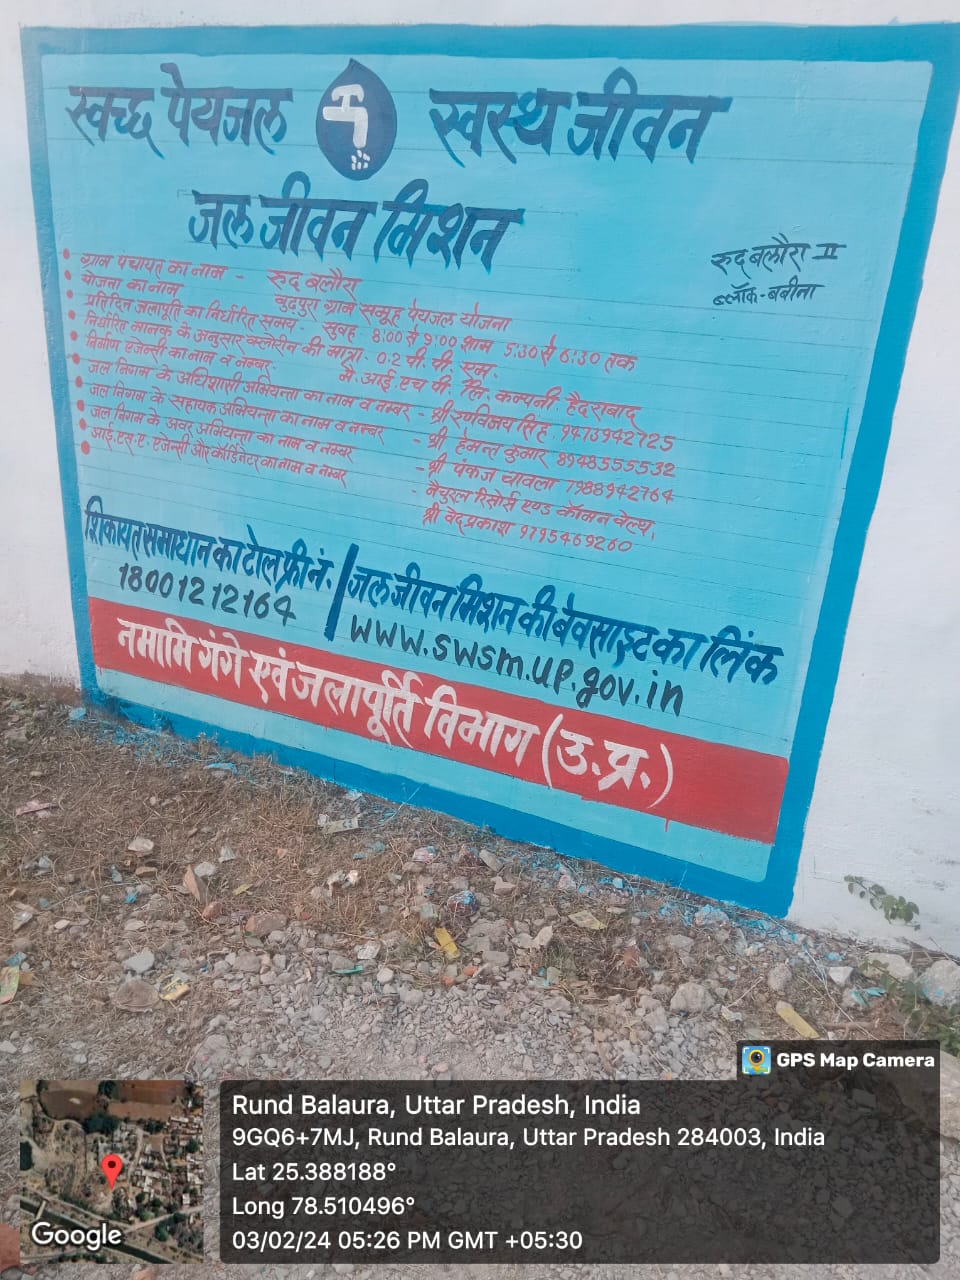 स्वच्छ पेयजल स्वस्थ जीवन
जल जीवन मिशन
रुद बलौरा II
ब्लॉक - बबीना
ग्राम पंचायत का नाम - रुद बलौरा
योजना का नाम बुढ़पुरा ग्राम समूह पेयजल योजना
प्रतिदिन जलापूर्ति का निर्धारित समय - सुबह 8:00 से 9:00 शाम 5:30 से 6:30 तक
निर्धारित मानक के अनुसार क्लोरीन की मात्रा. 0.2 पी. पी. एम.
निर्माण एजेन्सी का नाम व नम्बर. जे. आई. एच पी. लि. कम्पनी. हैदराबाद
जल निगम के अधिशासी अभियन्ता का नाम व नम्बर - श्री रणविजय सिंह. 9473942725
जल निगम के सहायक अभियन्ता का नाम व नम्बर - श्री हेमन्त कुमार 8948555532
जल निगम के अवर अभियन्ता का नाम व नम्बर - श्री पंकज चावला 7988942764
आई.एस.ए. एजेन्सी और कॉर्डिनेटर का नाम व नम्बर - नैचुरल रिसोर्स एण्ड कॉमन वेल्थ,
श्री वेदप्रकाश 9795469260
शिकायत समाधान का टोल फ्री नं. / जल जीवन मिशन की बेवसाइट का लिंक
18001212164 www.swsm.up.gov.in
नमामि गंगे एवं जलापूर्ति विभाग (उ.प्र.)
GPS Map Camera
Rund Balaura, Uttar Pradesh, India
9GQ6+7MJ, Rund Balaura, Uttar Pradesh 284003, India
Lat 25.388188°
Long 78.510496°
03/02/24 05:26 PM GMT +05:30
Google